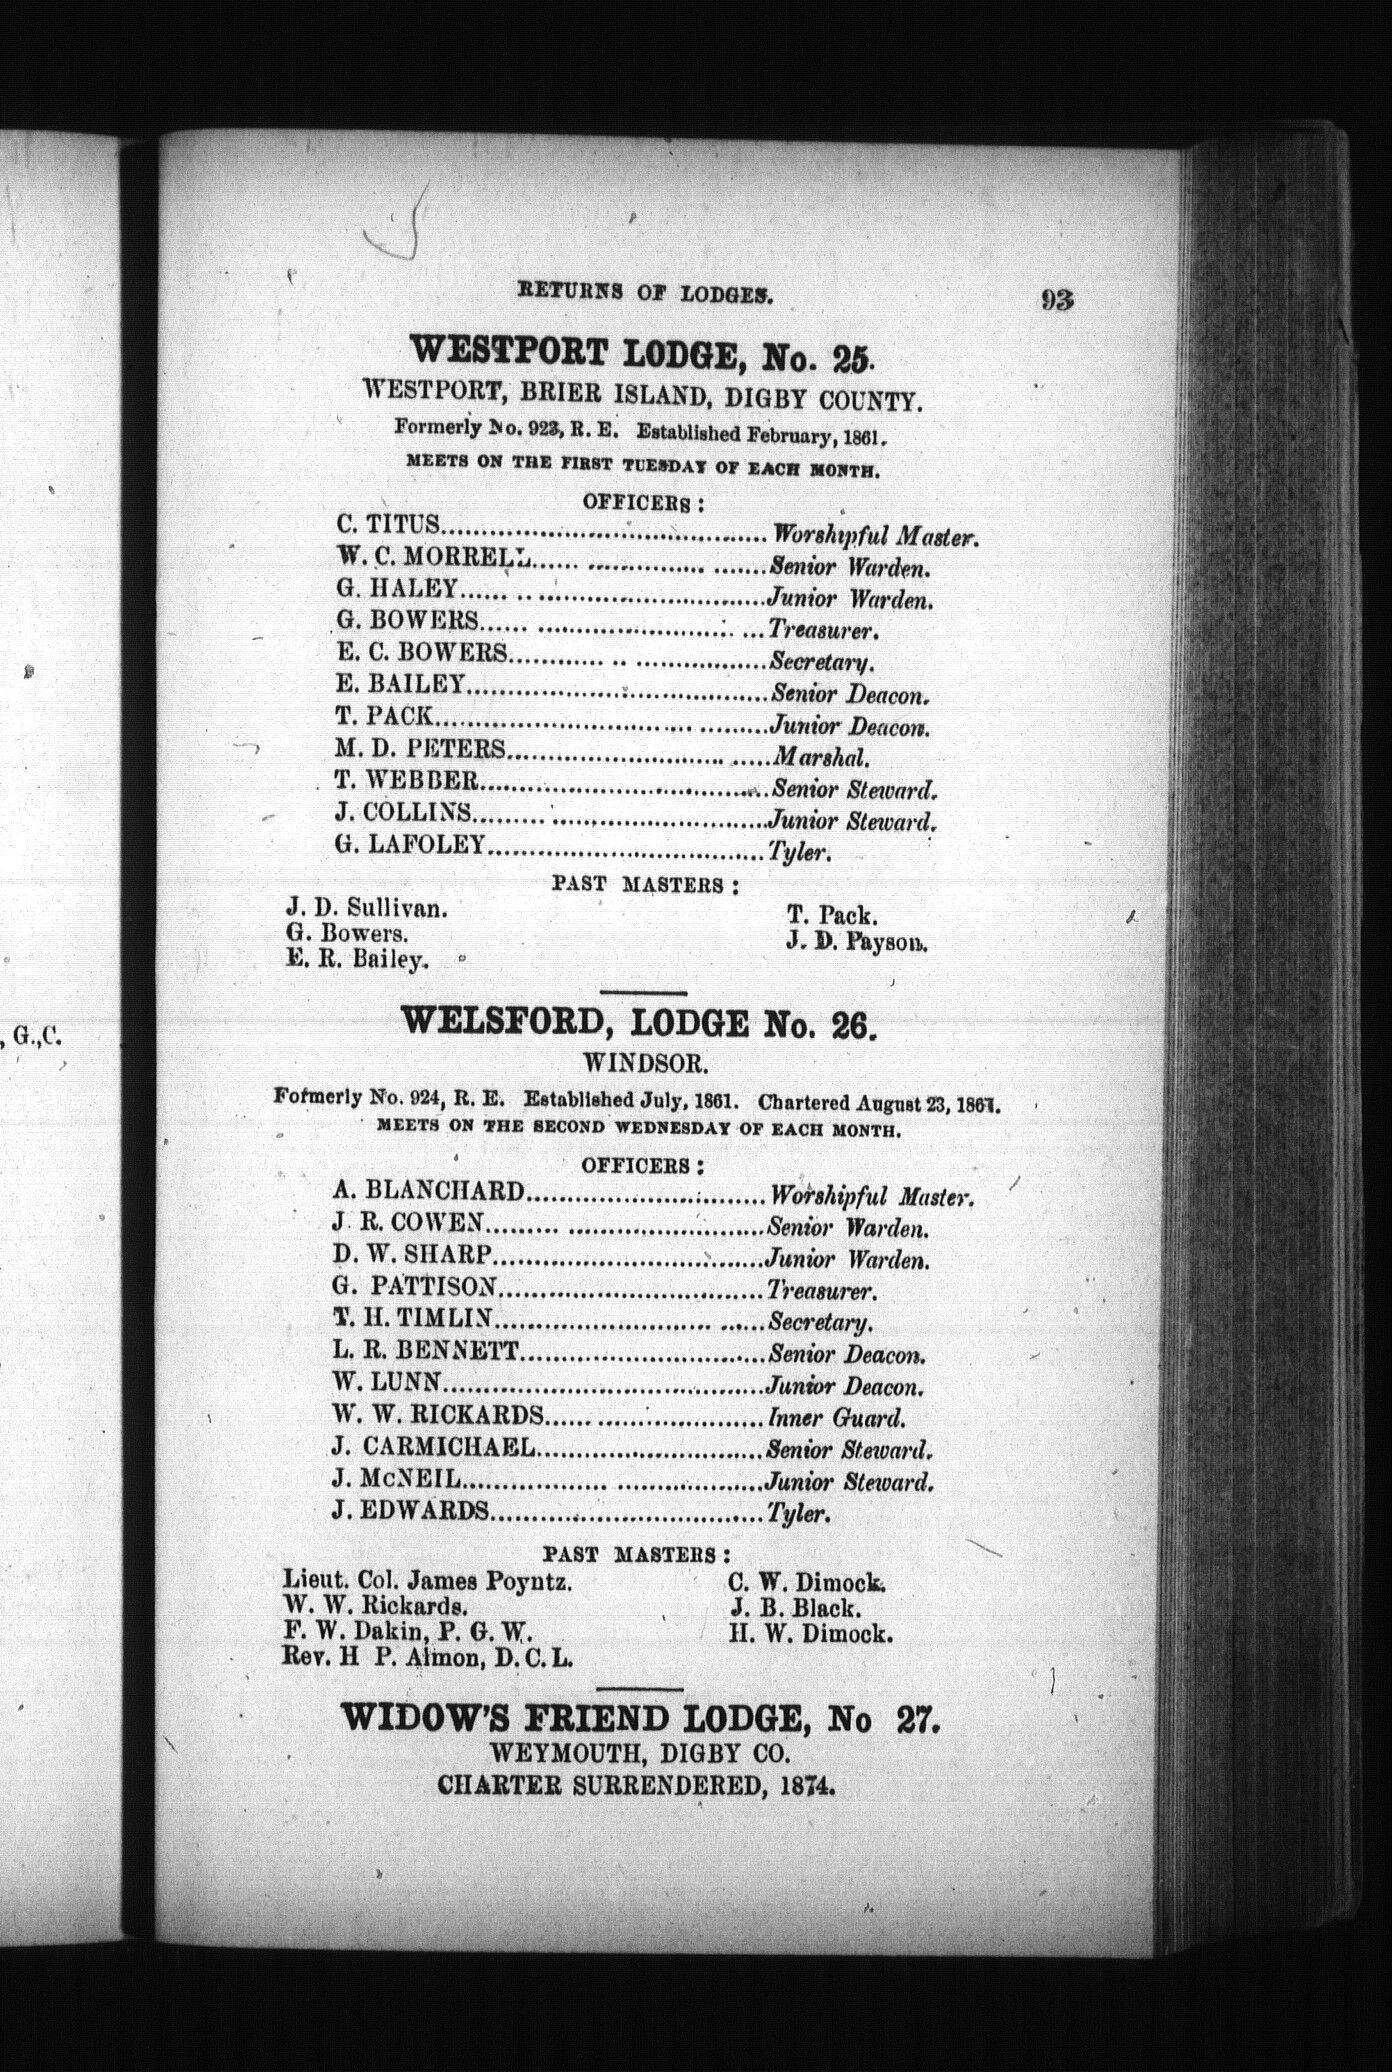 RETURNS OF LODGES. 93
WESTPORT LODGE, No. 25.
WESTPORT, BRIER ISLAND, DIGBY COUNTY.
Formerly No. 923, R. E. Established February, 1861.
MEETS ON THE FIRST TUESDAY OF EACH MONTH.
OFFICERS:
C. TITUS........................................Worshipful Master.
W. C. MORRELL...... .............. .......Senior Warden.
G. HALEY...... .. ............................Junior Warden.
G. BOWERS...... ........................ ...Treasurer.
E. C. BOWERS............ .. ................Secretary.
E. BAILEY.....................................Senior Deacon.
T. PACK................................ .........Junior Deacon.
M. D. PETERS........................... .....Marshal.
T. WEBBER...................................Senior Steward.
J. COLLINS......... ...........................Junior Steward.
G. LAFOLEY..................................Tyler.
PAST MASTERS:
J. D. Sullivan. T. Pack.
G. Bowers. J. D. Payson.
E. R. Bailey.
WELSFORD, LODGE No. 26.
WINDSOR.
Formerly No. 924, R. E. Established July, 1861. Chartered August 23, 1861.
MEETS ON THE SECOND WEDNESDAY OF EACH MONTH.
OFFICERS:
A. BLANCHARD.............................Worshipful Master.
J. R. COWEN......... ........................Senior Warden.
D. W. SHARP.................................Junior Warden.
G. PATTISON................................Treasurer.
T. H. TIMLIN.......................... ......Secretary.
L. R. BENNETT..............................Senior Deacon.
W. LUNN.......................................Junior Deacon.
W. W. RICKARDS...... ....................Inner Guard.
J. CARMICHAEL............................Senior Steward.
J. McNEIL.................. ..................Junior Steward.
J. EDWARDS.................................Tyler.
PAST MASTERS:
Lieut. Col. James Poyntz. C. W. Dimock.
W. W. Rickards. J. B. Black.
F. W. Dakin, P. G. W. H. W. Dimock.
Rev. H P. Almon, D. C. L.
WIDOW'S FRIEND LODGE, No 27.
WEYMOUTH, DIGBY CO.
CHARTER SURRENDERED, 1874.
, G.,C.